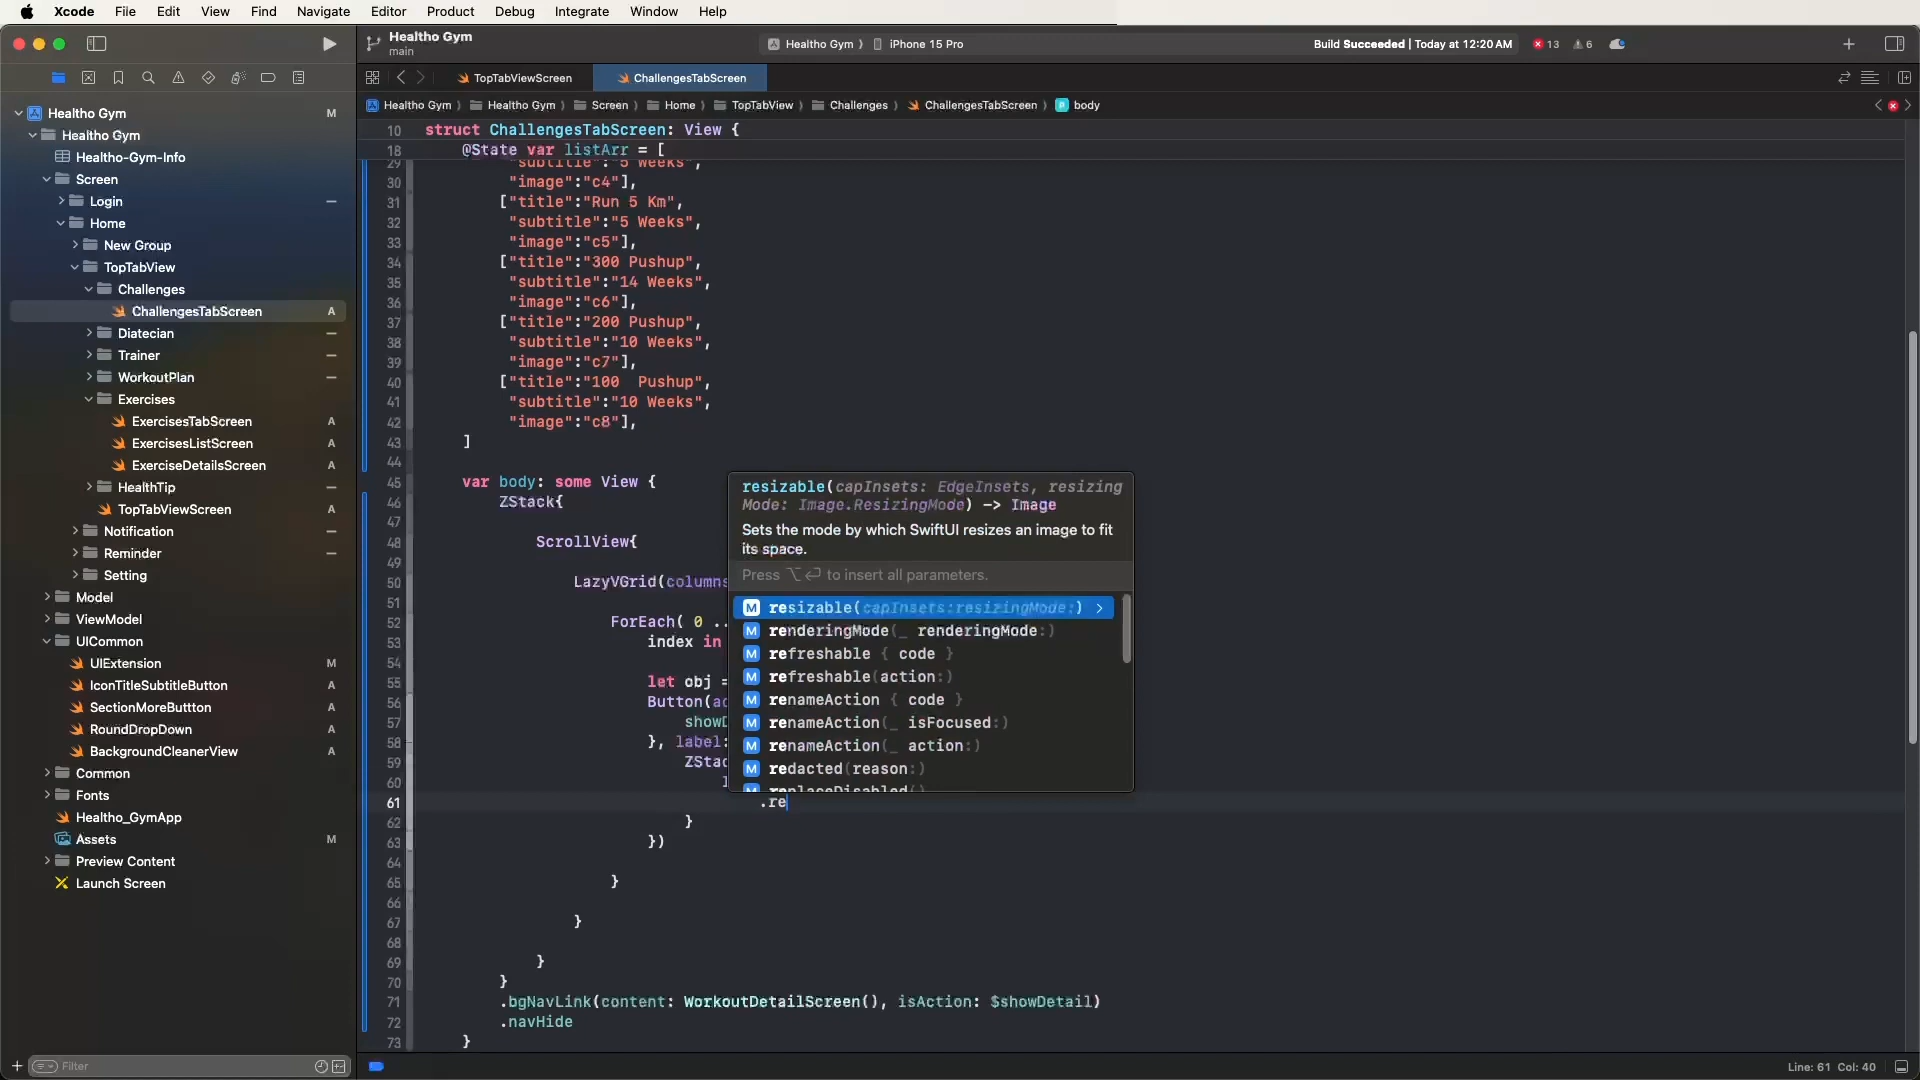 Xcode File Edit View Find Navigate Editor Product Debug Integrate Window Help
Healtho Gym
main
Healtho Gym iPhone 15 Pro
Build Succeeded | Today at 12:20 AM
13 6
TopTabViewScreen ChallengesTabScreen
Healtho Gym Healtho Gym Screen Home TopTabView Challenges ChallengesTabScreen body
Healtho Gym M
Healtho Gym
Healtho-Gym-Info
Screen
Login
Home
New Group
TopTabView
Challenges
ChallengesTabScreen A
Diatecian
Trainer
WorkoutPlan
Exercises
ExercisesTabScreen A
ExercisesListScreen A
ExerciseDetailsScreen A
HealthTip
TopTabViewScreen A
Notification
Reminder
Setting
Model
ViewModel
UICommon
UIExtension M
IconTitleSubtitleButton A
SectionMoreButtton A
RoundDropDown A
BackgroundCleanerView A
Common
Fonts
Healtho_GymApp
Assets M
Preview Content
Launch Screen
Filter
10 struct ChallengesTabScreen: View {
18 @State var listArr = [
29 "subtitle":"5 Weeks",
30 "image":"c4"],
31 ["title":"Run 5 Km",
32 "subtitle":"5 Weeks",
33 "image":"c5"],
34 ["title":"300 Pushup",
35 "subtitle":"14 Weeks",
36 "image":"c6"],
37 ["title":"200 Pushup",
38 "subtitle":"10 Weeks",
39 "image":"c7"],
40 ["title":"100  Pushup",
41 "subtitle":"10 Weeks",
42 "image":"c8"],
43 ]
44
45 var body: some View {
46 ZStack{
47
48 ScrollView{
49
50 LazyVGrid(columns
51
52 ForEach( 0 ..
53 index in
54
55 let obj =
56 Button(ac
57 showD
58 }, label:
59 ZStac
60
61 .re
62 }
63 })
64
65 }
66
67 }
68
69 }
70 }
71 .bgNavLink(content: WorkoutDetailScreen(), isAction: $showDetail)
72 .navHide
73 }
resizable(capInsets: EdgeInsets, resizing
Mode: Image.ResizingMode) -> Image
Sets the mode by which SwiftUI resizes an image to fit
its space.
Press ⌥⏎ to insert all parameters.
M resizable(capInsets:resizingMode:)
M renderingMode(_ renderingMode:)
M refreshable { code }
M refreshable(action:)
M renameAction { code }
M renameAction(_ isFocused:)
M renameAction(_ action:)
M redacted(reason:)
M replaceDisabled()
Line: 61 Col: 40